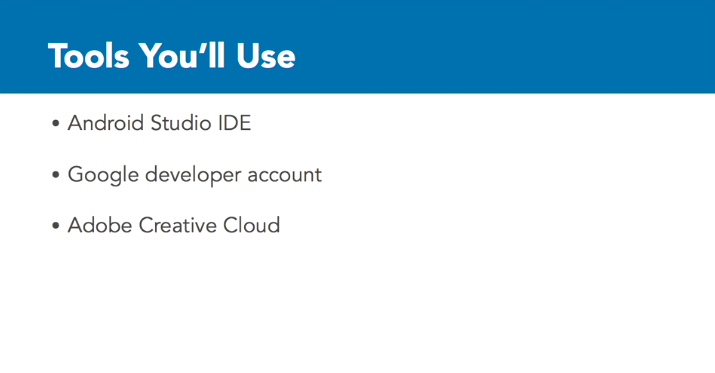 Tools You’ll Use
• Android Studio IDE
• Google developer account
• Adobe Creative Cloud